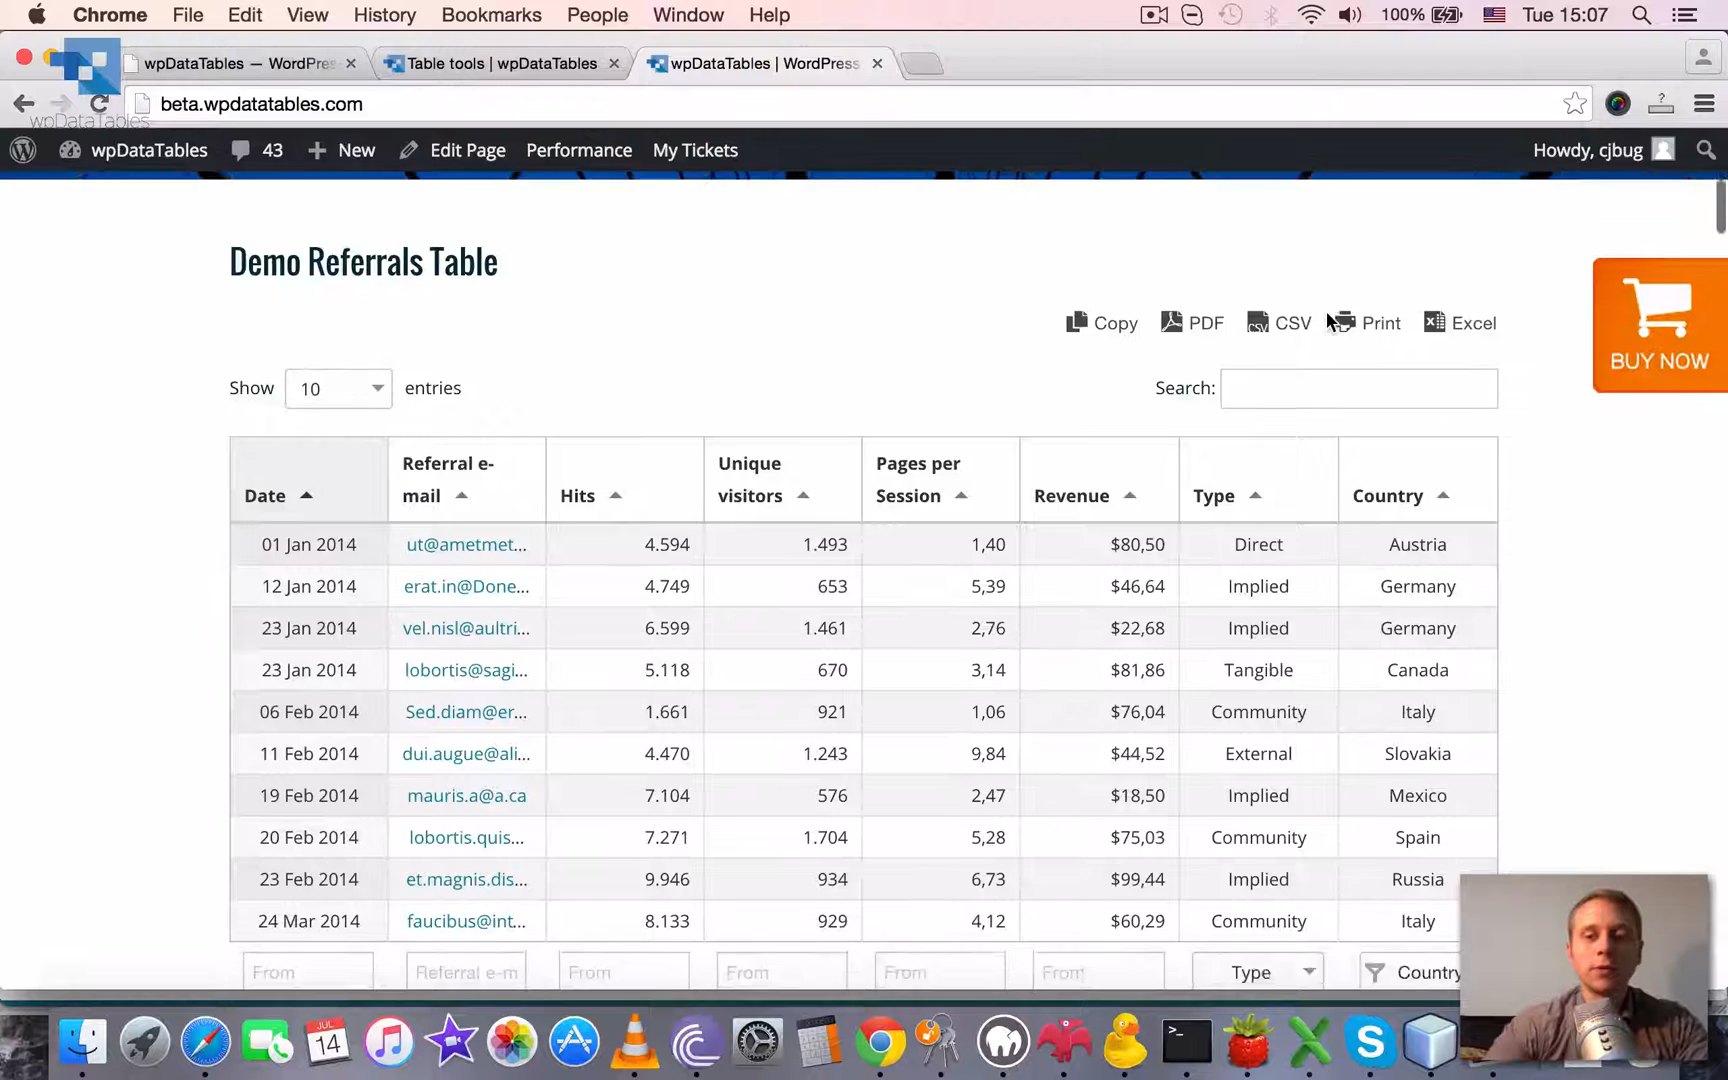 Chrome File Edit View History Bookmarks People Window Help 100% Tue 15:07
wpDataTables — WordPres Table tools | wpDataTables wpDataTables | WordPress
beta.wpdatatables.com
wpDataTables
wpDataTables 43 New Edit Page Performance My Tickets Howdy, cjbug
Demo Referrals Table
Copy PDF CSV Print Excel
BUY NOW
Show 10 entries Search:
Date Referral e-mail Hits Unique visitors Pages per Session Revenue Type Country
01 Jan 2014 ut@ametmet... 4.594 1.493 1,40 $80,50 Direct Austria
12 Jan 2014 erat.in@Done... 4.749 653 5,39 $46,64 Implied Germany
23 Jan 2014 vel.nisl@aultri... 6.599 1.461 2,76 $22,68 Implied Germany
23 Jan 2014 lobortis@sagi... 5.118 670 3,14 $81,86 Tangible Canada
06 Feb 2014 Sed.diam@er... 1.661 921 1,06 $76,04 Community Italy
11 Feb 2014 dui.augue@ali... 4.470 1.243 9,84 $44,52 External Slovakia
19 Feb 2014 mauris.a@a.ca 7.104 576 2,47 $18,50 Implied Mexico
20 Feb 2014 lobortis.quis... 7.271 1.704 5,28 $75,03 Community Spain
23 Feb 2014 et.magnis.dis... 9.946 934 6,73 $99,44 Implied Russia
24 Mar 2014 faucibus@int... 8.133 929 4,12 $60,29 Community Italy
From Referral e-m From From From From Type Country
JUL
14